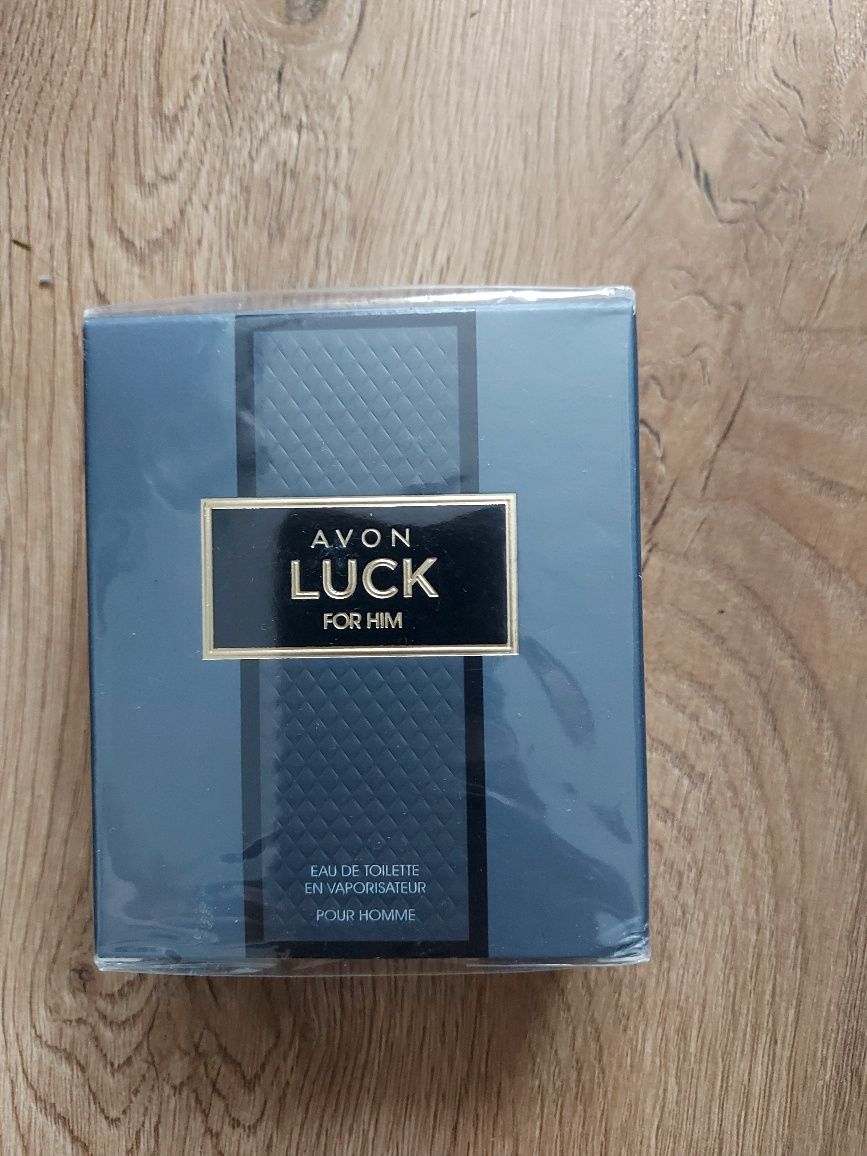 AVON
LUCK
FOR HIM
EAU DE TOILETTE
EN VAPORISATEUR
POUR HOMME